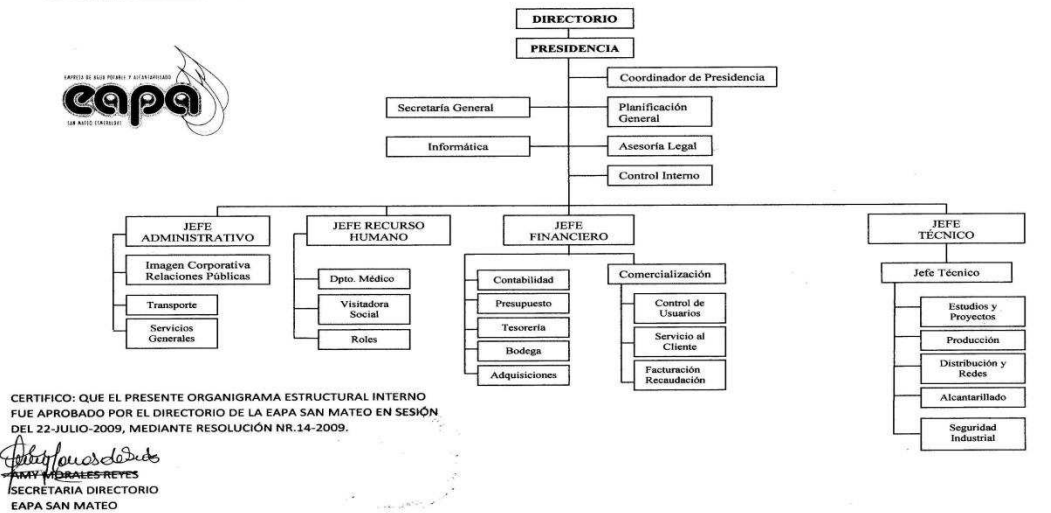 DIRECTORIO
PRESIDENCIA
EMPRESA DE AGUA POTABLE Y ALCANTARILLADO
eapa
SAN MATEO ESMERALDAS
Coordinador de Presidencia
Secretaría General
Planificación
General
Informática
Asesoría Legal
Control Interno
JEFE
ADMINISTRATIVO
JEFE RECURSO
HUMANO
JEFE
FINANCIERO
JEFE
TÉCNICO
Imagen Corporativa
Relaciones Públicas
Transporte
Servicios
Generales
Dpto. Médico
Visitadora
Social
Roles
Contabilidad
Presupuesto
Tesorería
Bodega
Adquisiciones
Comercialización
Control de
Usuarios
Servicio al
Cliente
Facturación
Recaudación
Jefe Técnico
Estudios y
Proyectos
Producción
Distribución y
Redes
Alcantarillado
Seguridad
Industrial
CERTIFICO: QUE EL PRESENTE ORGANIGRAMA ESTRUCTURAL INTERNO
FUE APROBADO POR EL DIRECTORIO DE LA EAPA SAN MATEO EN SESIÓN
DEL 22-JULIO-2009, MEDIANTE RESOLUCIÓN NR.14-2009.
AMY MORALES REYES
SECRETARIA DIRECTORIO
EAPA SAN MATEO